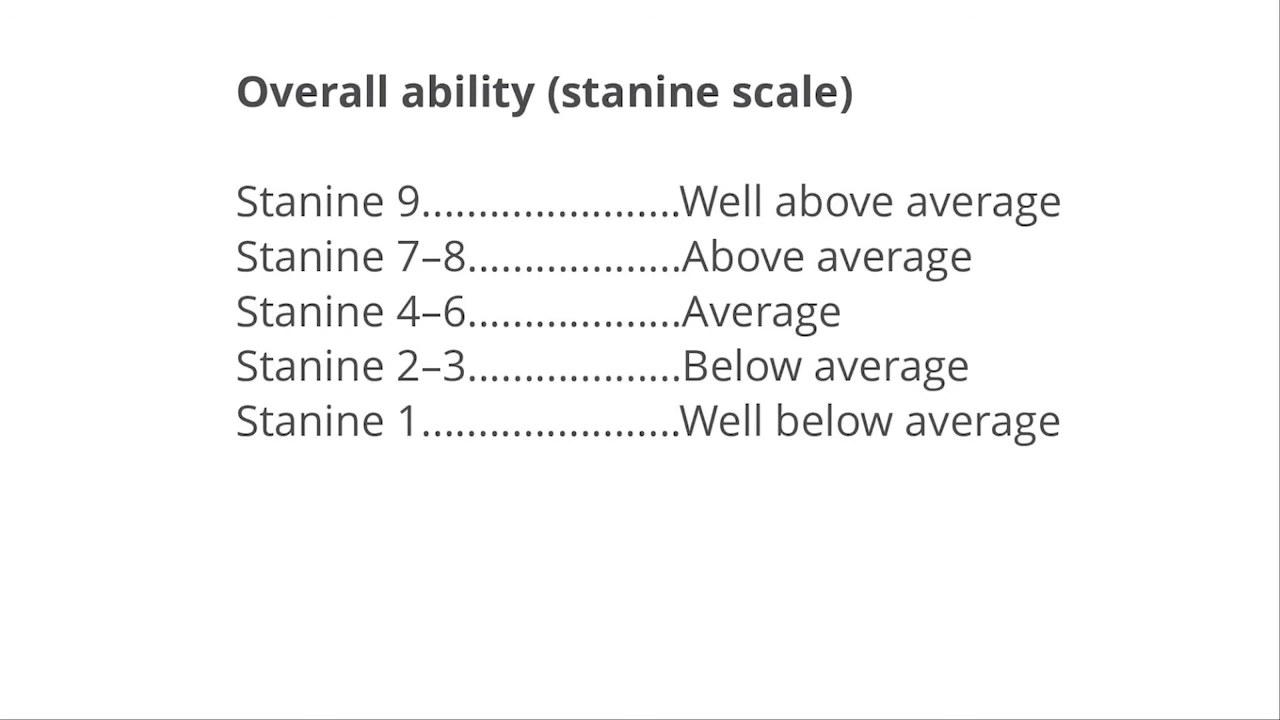 Overall ability (stanine scale)
Stanine 9.......................Well above average
Stanine 7–8...................Above average
Stanine 4–6...................Average
Stanine 2–3...................Below average
Stanine 1.......................Well below average